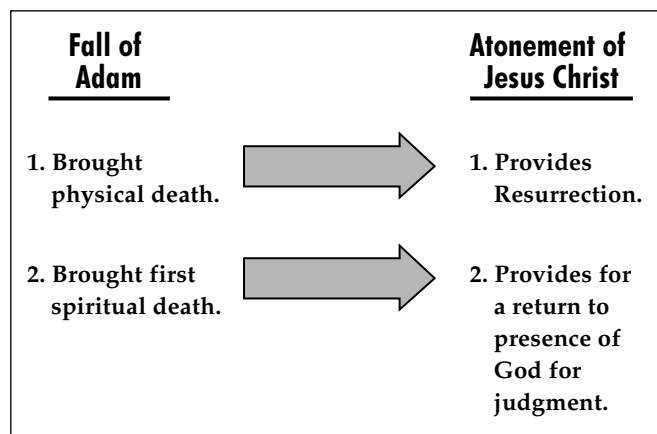 Fall of
Adam
Atonement of
Jesus Christ
1. Brought
physical death.
1. Provides
Resurrection.
2. Brought first
spiritual death.
2. Provides for
a return to
presence of
God for
judgment.